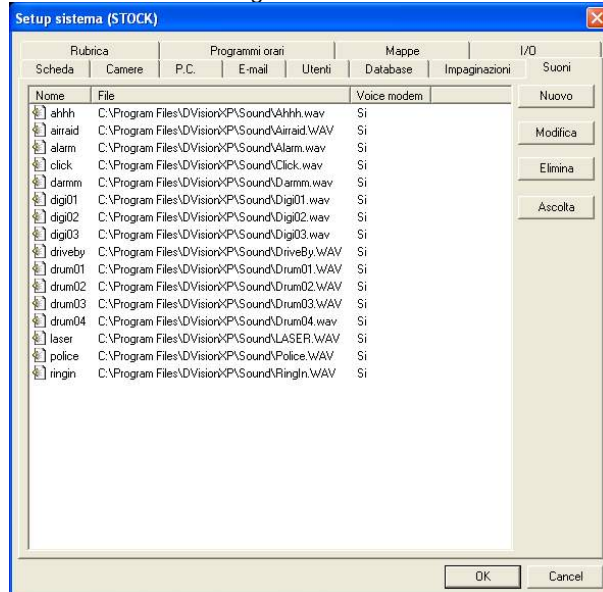 Setup sistema (STOCK)
Rubrica Programmi orari Mappe I/O
Scheda Camere P.C. E-mail Utenti Database Impaginazioni Suoni
Nome File Voice modem Nuovo
ahhh C:\Program Files\DVisionXP\Sound\Ahhh.wav Si
airraid C:\Program Files\DVisionXP\Sound\Airraid.WAV Si Modifica
alarm C:\Program Files\DVisionXP\Sound\Alarm.wav Si
click C:\Program Files\DVisionXP\Sound\Click.wav Si Elimina
darmm C:\Program Files\DVisionXP\Sound\Darmm.wav Si
digi01 C:\Program Files\DVisionXP\Sound\Digi01.wav Si Ascolta
digi02 C:\Program Files\DVisionXP\Sound\Digi02.wav Si
digi03 C:\Program Files\DVisionXP\Sound\Digi03.wav Si
driveby C:\Program Files\DVisionXP\Sound\DriveBy.WAV Si
drum01 C:\Program Files\DVisionXP\Sound\Drum01.WAV Si
drum02 C:\Program Files\DVisionXP\Sound\Drum02.WAV Si
drum03 C:\Program Files\DVisionXP\Sound\Drum03.WAV Si
drum04 C:\Program Files\DVisionXP\Sound\Drum04.wav Si
laser C:\Program Files\DVisionXP\Sound\LASER.WAV Si
police C:\Program Files\DVisionXP\Sound\Police.WAV Si
ringin C:\Program Files\DVisionXP\Sound\RingIn.WAV Si
OK Cancel